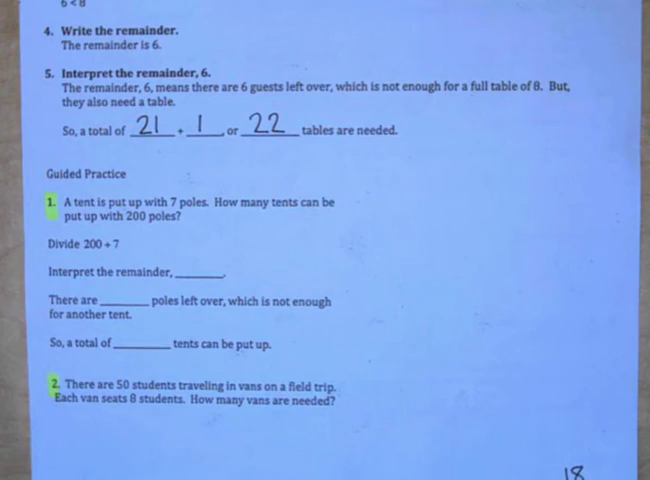 6 < 8
4. Write the remainder.
The remainder is 6.
5. Interpret the remainder, 6.
The remainder, 6, means there are 6 guests left over, which is not enough for a full table of 8. But,
they also need a table.
So, a total of 21 + 1, or 22 tables are needed.
Guided Practice
1. A tent is put up with 7 poles. How many tents can be
put up with 200 poles?
Divide 200 ÷ 7
Interpret the remainder, ______.
There are ______ poles left over, which is not enough
for another tent.
So, a total of ______ tents can be put up.
2. There are 50 students traveling in vans on a field trip.
Each van seats 8 students. How many vans are needed?
18